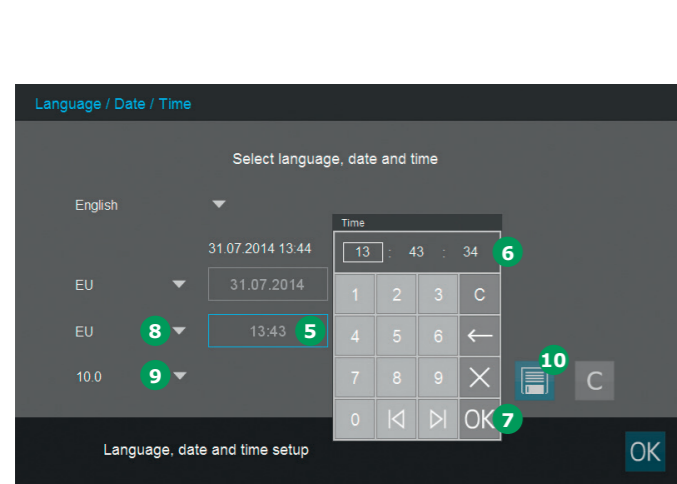 Language / Date / Time
Select language, date and time
English
Time
31.07.2014 13:44
13 : 43 : 34 6
EU 31.07.2014
1 2 3 C
EU 8 13:43 5
4 5 6
10.0 9
7 8 9
10
C
0 OK 7
Language, date and time setup
OK